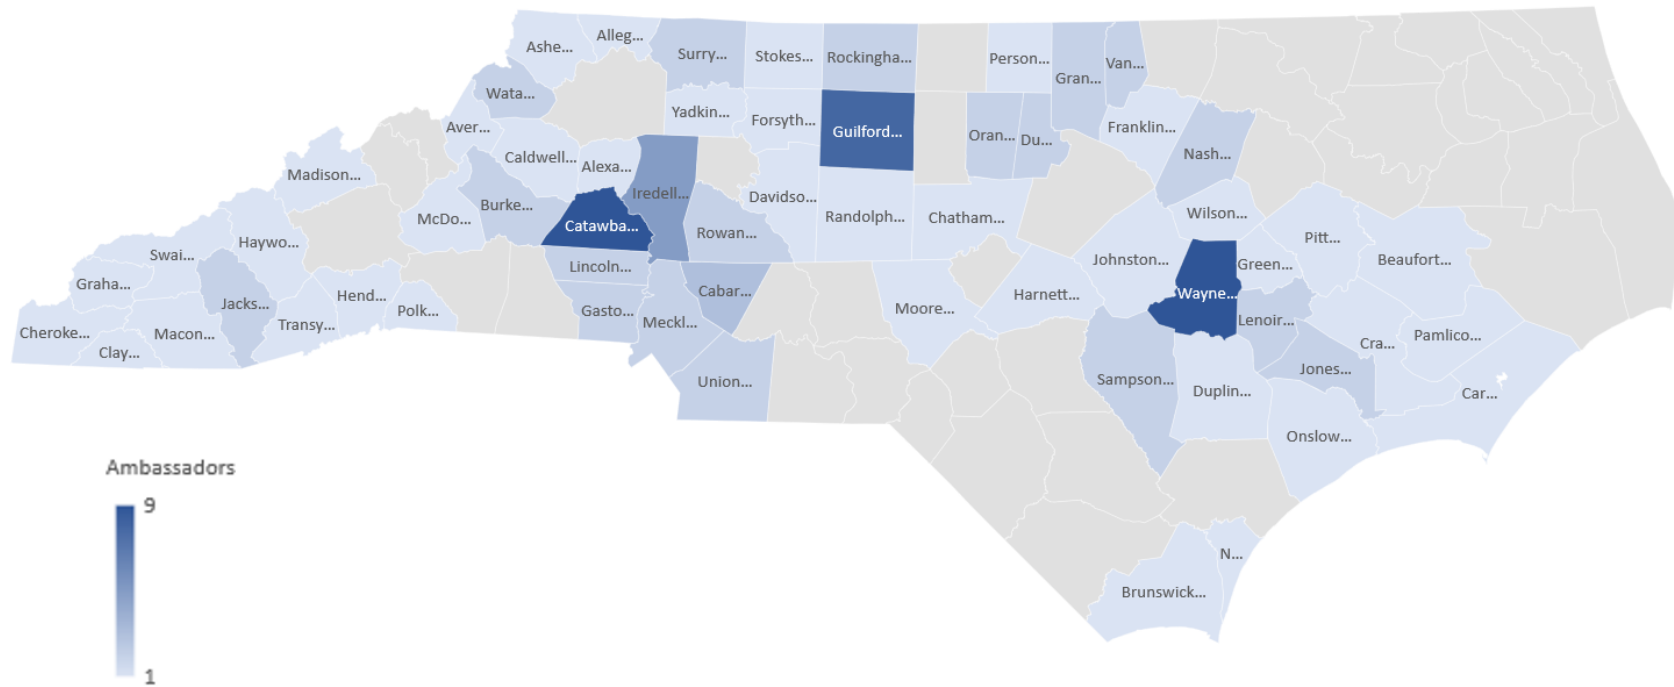 Alleg...
Ashe...
Surry...
Stokes...
Rockingha...
Person...
Van...
Gran...
Wata...
Yadkin...
Forsyth...
Guilford...
Franklin...
Aver...
Oran...
Du...
Nash...
Caldwell...
Alexa...
Madison...
Iredell...
Davidso...
Burke...
McDo...
Randolph...
Chatham...
Wilson...
Catawba...
Rowan...
Haywo...
Pitt...
Swai...
Johnston...
Green...
Beaufort...
Lincoln...
Graha...
Cabar...
Hend...
Harnett...
Wayne...
Jacks...
Polk...
Gasto...
Moore...
Meckl...
Lenoir...
Transy...
Cheroke...
Macon...
Pamlico...
Cra...
Clay...
Jones...
Union...
Sampson...
Duplin...
Car...
Onslow...
N...
Brunswick...
Ambassadors
9
1